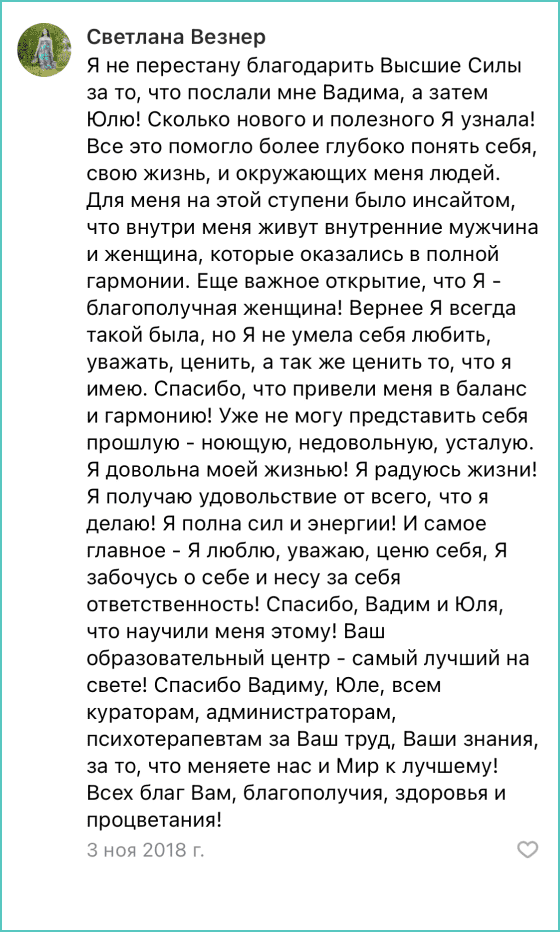 Светлана Везнер
Я не перестану благодарить Высшие Силы
за то, что послали мне Вадима, а затем
Юлю! Сколько нового и полезного Я узнала!
Все это помогло более глубоко понять себя,
свою жизнь, и окружающих меня людей.
Для меня на этой ступени было инсайтом,
что внутри меня живут внутренние мужчина
и женщина, которые оказались в полной
гармонии. Еще важное открытие, что Я -
благополучная женщина! Вернее Я всегда
такой была, но Я не умела себя любить,
уважать, ценить, а так же ценить то, что я
имею. Спасибо, что привели меня в баланс
и гармонию! Уже не могу представить себя
прошлую - ноющую, недовольную, усталую.
Я довольна моей жизнью! Я радуюсь жизни!
Я получаю удовольствие от всего, что я
делаю! Я полна сил и энергии! И самое
главное - Я люблю, уважаю, ценю себя, Я
забочусь о себе и несу за себя
ответственность! Спасибо, Вадим и Юля,
что научили меня этому! Ваш
образовательный центр - самый лучший на
свете! Спасибо Вадиму, Юле, всем
кураторам, администраторам,
психотерапевтам за Ваш труд, Ваши знания,
за то, что меняете нас и Мир к лучшему!
Всех благ Вам, благополучия, здоровья и
процветания!
3 ноя 2018 г.